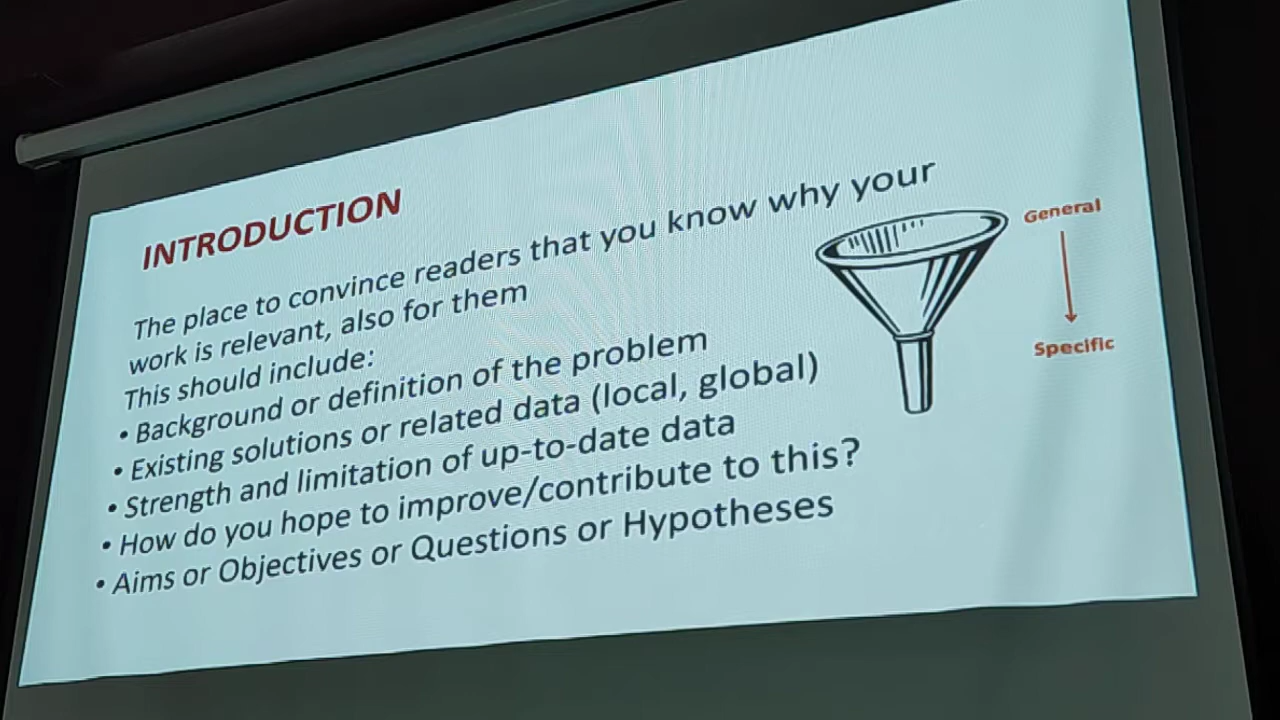 INTRODUCTION
The place to convince readers that you know why your
work is relevant, also for them
This should include:
• Background or definition of the problem
• Existing solutions or related data (local, global)
• Strength and limitation of up-to-date data
• How do you hope to improve/contribute to this?
• Aims or Objectives or Questions or Hypotheses
General
Specific